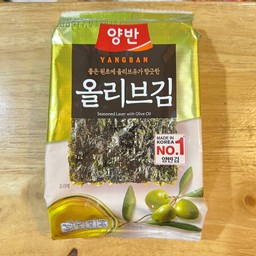 양반
YANGBAN
좋은 원초에 올리브유가 향긋한
올리브김
Seasoned Laver with Olive Oil
MADE IN
KOREA
NO.1
양반김